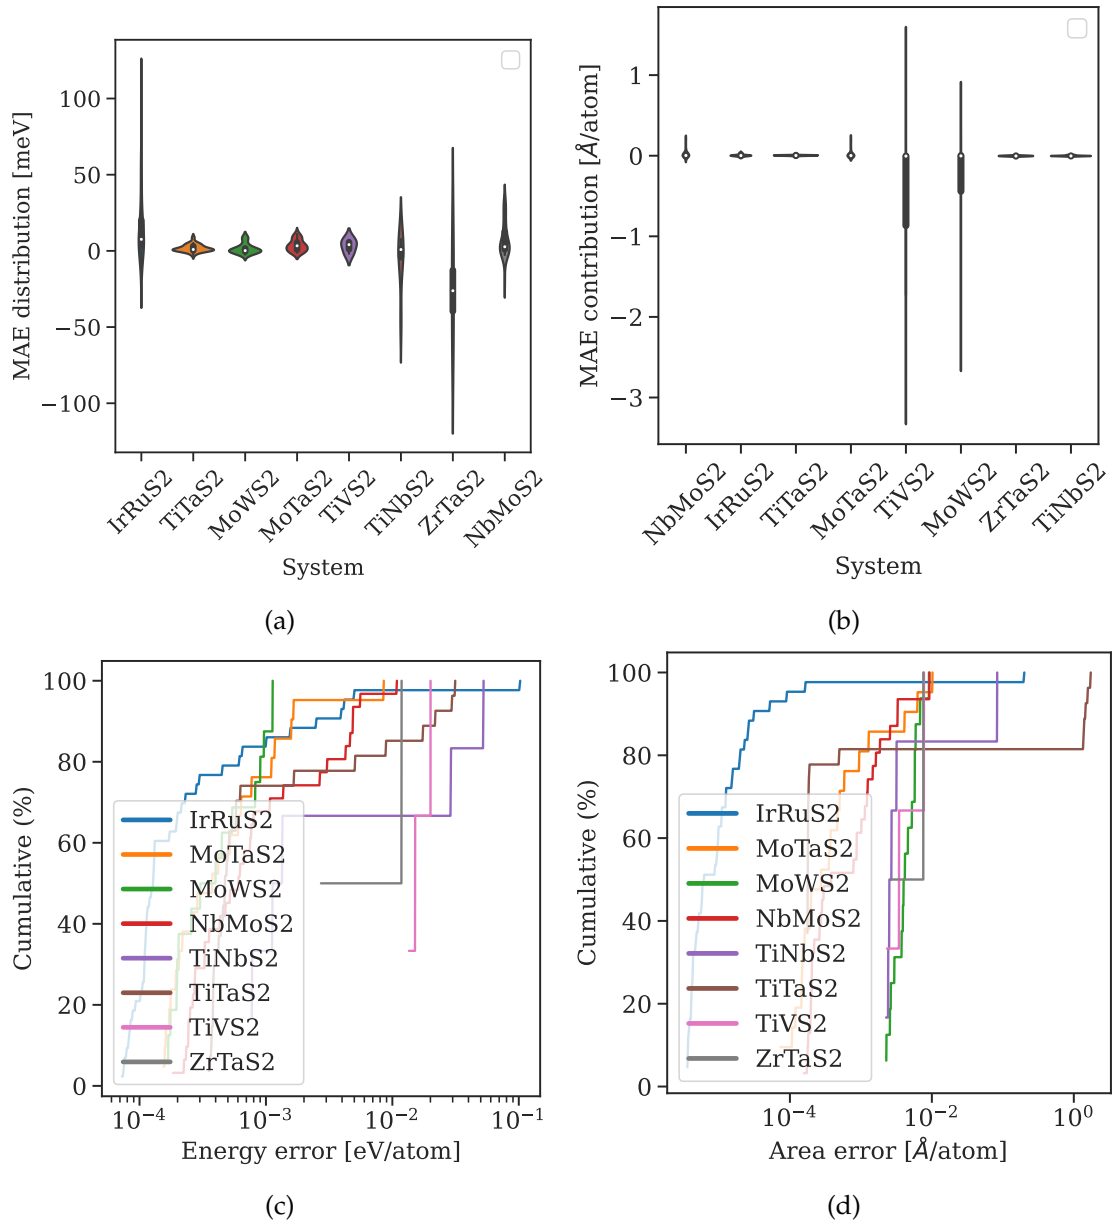 MAE distribution [meV]
100
50
0
−50
−100
IrRuS2
TiTaS2
MoWS2
MoTaS2
TiVS2
TiNbS2
ZrTaS2
NbMoS2
System
(a)
MAE contribution [Å/atom]
1
0
−1
−2
−3
NbMoS2
IrRuS2
TiTaS2
MoTaS2
TiVS2
MoWS2
ZrTaS2
TiNbS2
System
(b)
Cumulative (%)
100
80
60
40
20
0
IrRuS2
MoTaS2
MoWS2
NbMoS2
TiNbS2
TiTaS2
TiVS2
ZrTaS2
10⁻⁴
10⁻³
10⁻²
10⁻¹
Energy error [eV/atom]
(c)
Cumulative (%)
100
80
60
40
20
0
IrRuS2
MoTaS2
MoWS2
NbMoS2
TiNbS2
TiTaS2
TiVS2
ZrTaS2
10⁻⁴
10⁻²
10⁰
Area error [Å/atom]
(d)